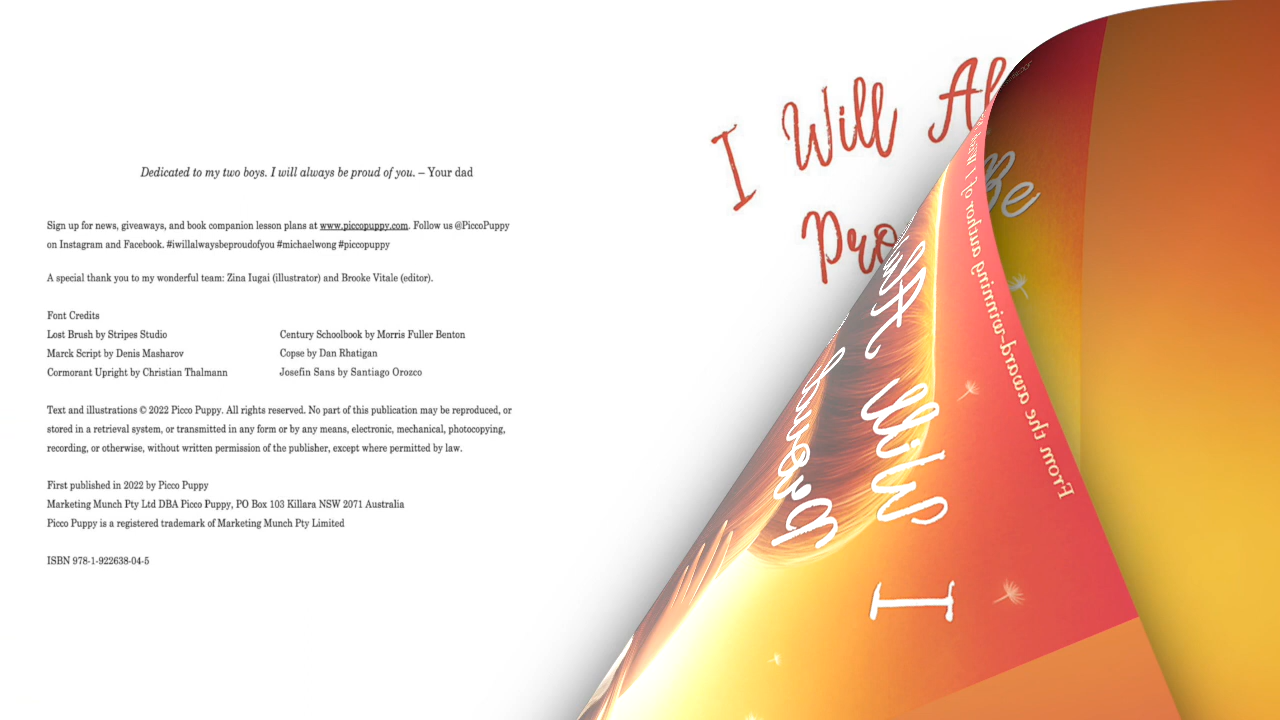 Dedicated to my two boys. I will always be proud of you. – Your dad
Sign up for news, giveaways, and book companion lesson plans at www.piccopuppy.com. Follow us @PiccoPuppy
on Instagram and Facebook. #iwillalwaysbeproudofyou #michaelwong #piccopuppy
A special thank you to my wonderful team: Zina Iugai (illustrator) and Brooke Vitale (editor).
Font Credits
Lost Brush by Stripes Studio
Marck Script by Denis Masharov
Cormorant Upright by Christian Thalmann
Century Schoolbook by Morris Fuller Benton
Copse by Dan Rhatigan
Josefin Sans by Santiago Orozco
Text and illustrations © 2022 Picco Puppy. All rights reserved. No part of this publication may be reproduced, or
stored in a retrieval system, or transmitted in any form or by any means, electronic, mechanical, photocopying,
recording, or otherwise, without written permission of the publisher, except where permitted by law.
First published in 2022 by Picco Puppy
Marketing Munch Pty Ltd DBA Picco Puppy, PO Box 103 Killara NSW 2071 Australia
Picco Puppy is a registered trademark of Marketing Munch Pty Limited
ISBN 978-1-922638-04-5
I Will
Be
From the award-winning author of
I Will